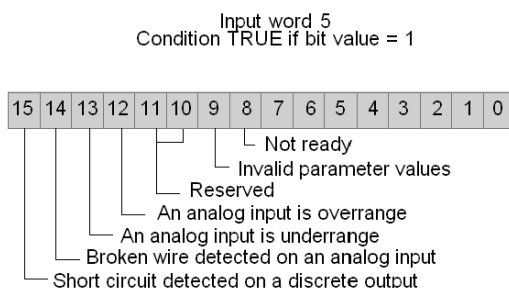 Input word 5
Condition TRUE if bit value = 1
15 14 13 12 11 10 9 8 7 6 5 4 3 2 1 0
Not ready
Invalid parameter values
Reserved
An analog input is overrange
An analog input is underrange
Broken wire detected on an analog input
Short circuit detected on a discrete output